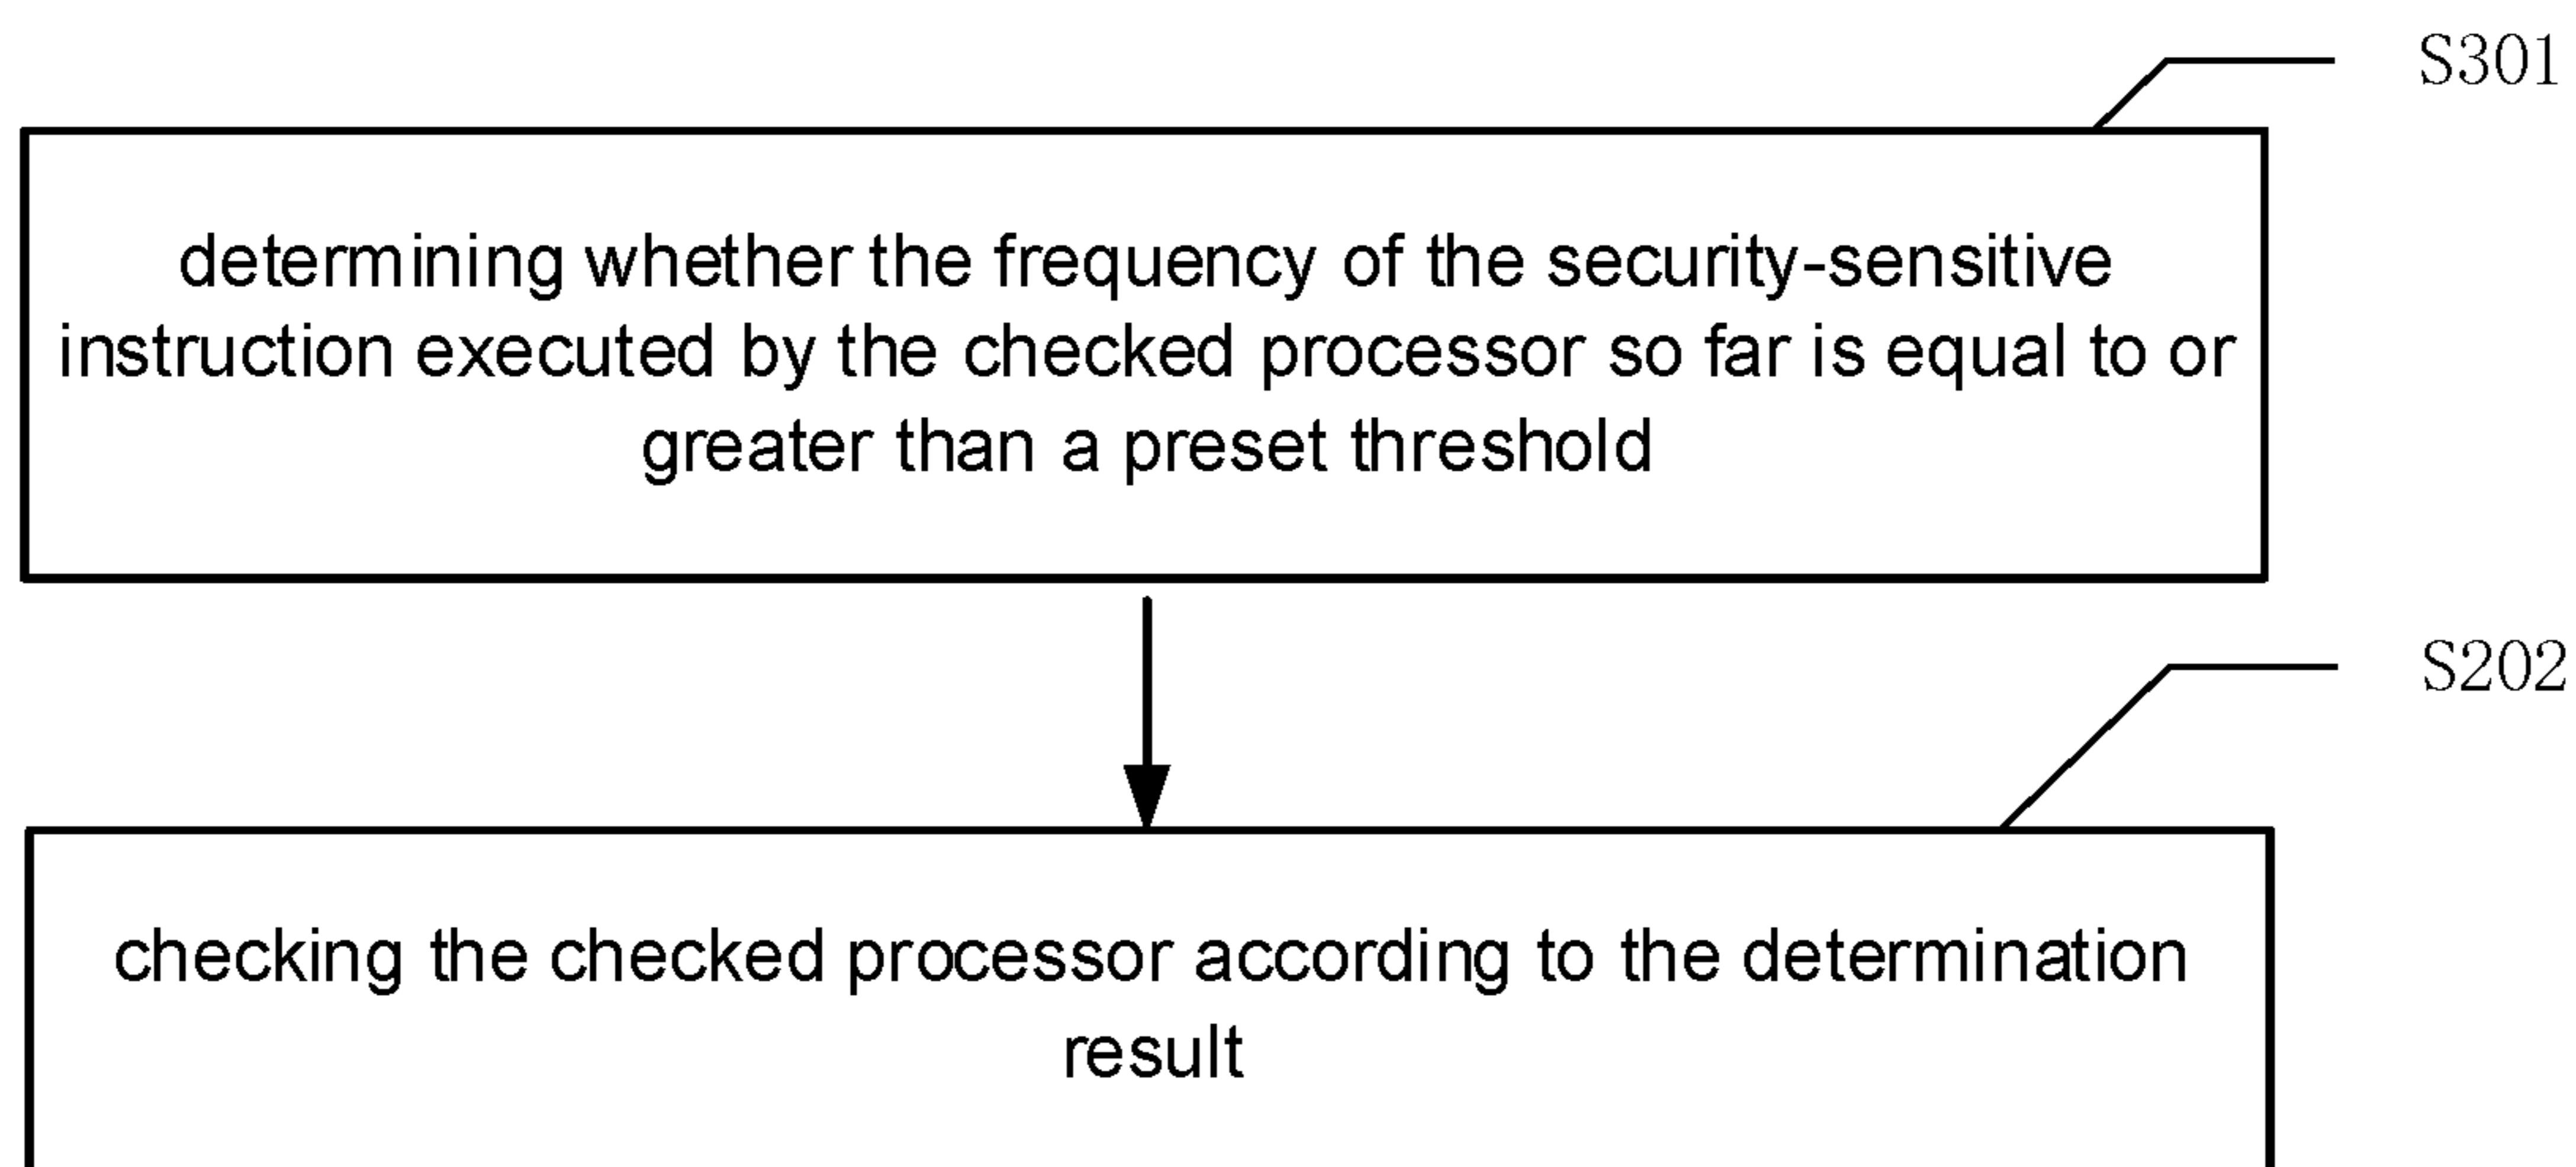 S301
determining whether the frequency of the security-sensitive
instruction executed by the checked processor so far is equal to or
greater than a preset threshold
S202
checking the checked processor according to the determination
result